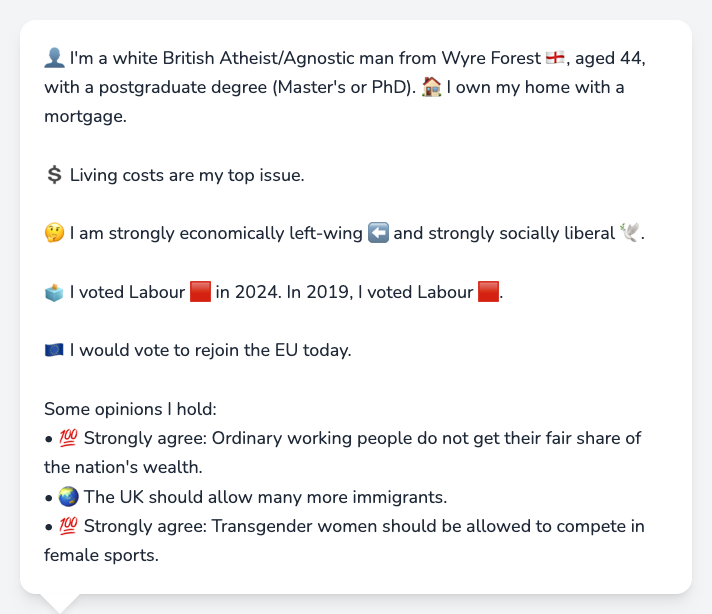 👤 I'm a white British Atheist/Agnostic man from Wyre Forest 🏴󠁧󠁢󠁥󠁮󠁧󠁿, aged 44,
with a postgraduate degree (Master's or PhD). 🏠 I own my home with a
mortgage.
💲 Living costs are my top issue.
🤔 I am strongly economically left-wing ⬅️ and strongly socially liberal 🕊️.
🗳️ I voted Labour 🟥 in 2024. In 2019, I voted Labour 🟥.
🇪🇺 I would vote to rejoin the EU today.
Some opinions I hold:
• 💯 Strongly agree: Ordinary working people do not get their fair share of
the nation's wealth.
• 🌏 The UK should allow many more immigrants.
• 💯 Strongly agree: Transgender women should be allowed to compete in
female sports.